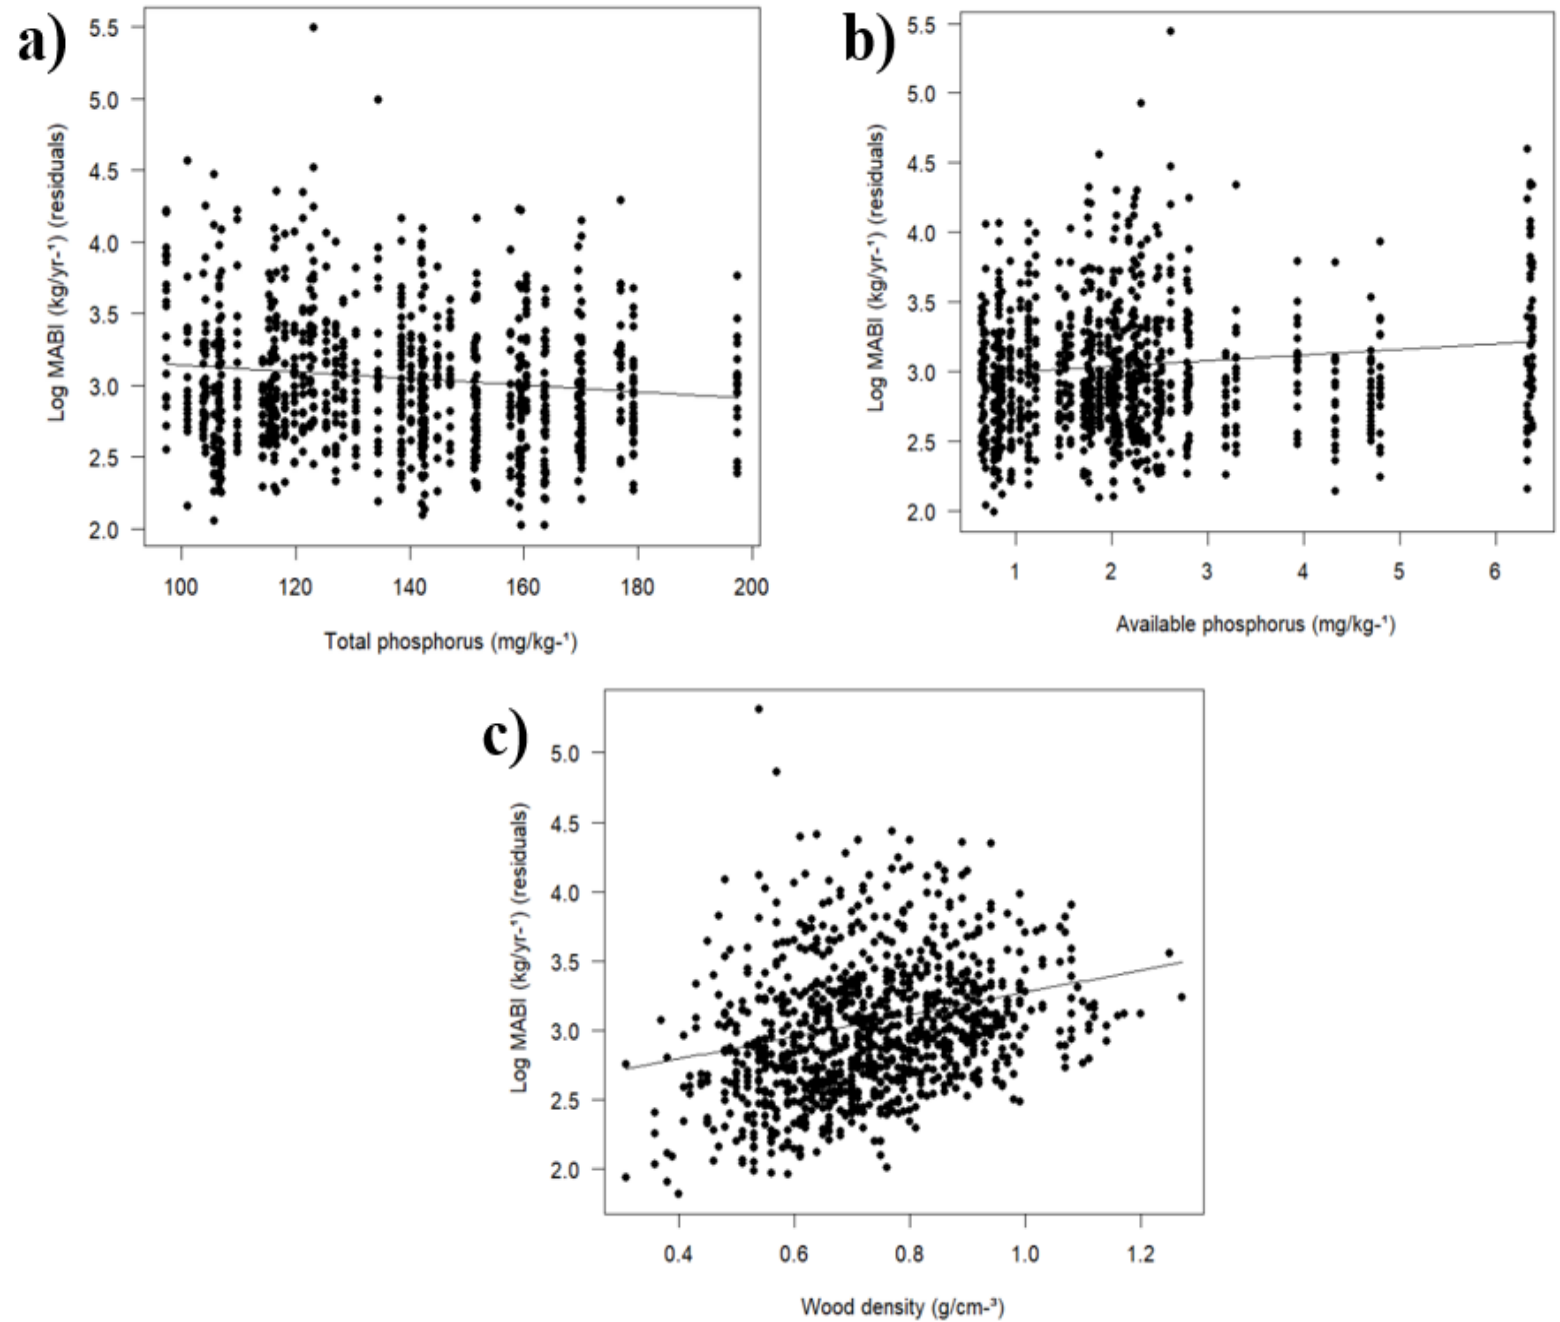 a)
Log MABI (kg/yr-¹) (residuals)
5.5
5.0
4.5
4.0
3.5
3.0
2.5
2.0
100 120 140 160 180 200
Total phosphorus (mg/kg-¹)
b)
Log MABI (kg/yr-¹) (residuals)
5.5
5.0
4.5
4.0
3.5
3.0
2.5
2.0
1 2 3 4 5 6
Available phosphorus (mg/kg-¹)
c)
Log MABI (kg/yr-¹) (residuals)
5.0
4.5
4.0
3.5
3.0
2.5
2.0
0.4 0.6 0.8 1.0 1.2
Wood density (g/cm-³)